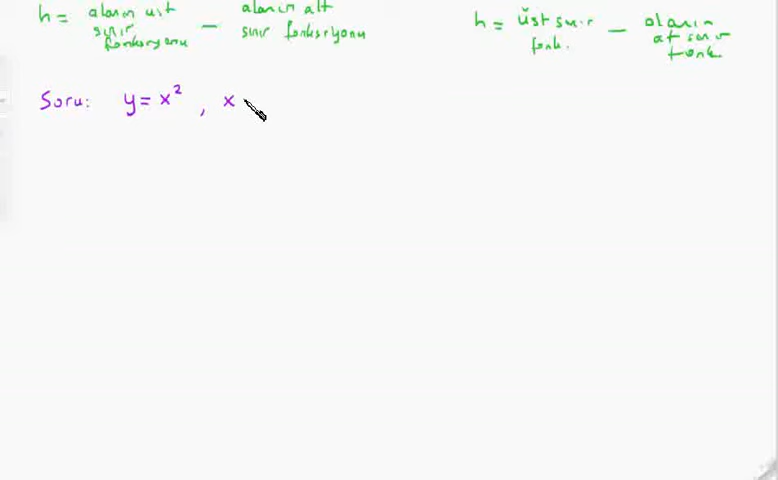 h = alanın üst sınır fonksiyonu − alanın alt sınır fonksiyonu
h = üst sınır fonk. − alanın alt sınır fonk
Soru: y = x² , x